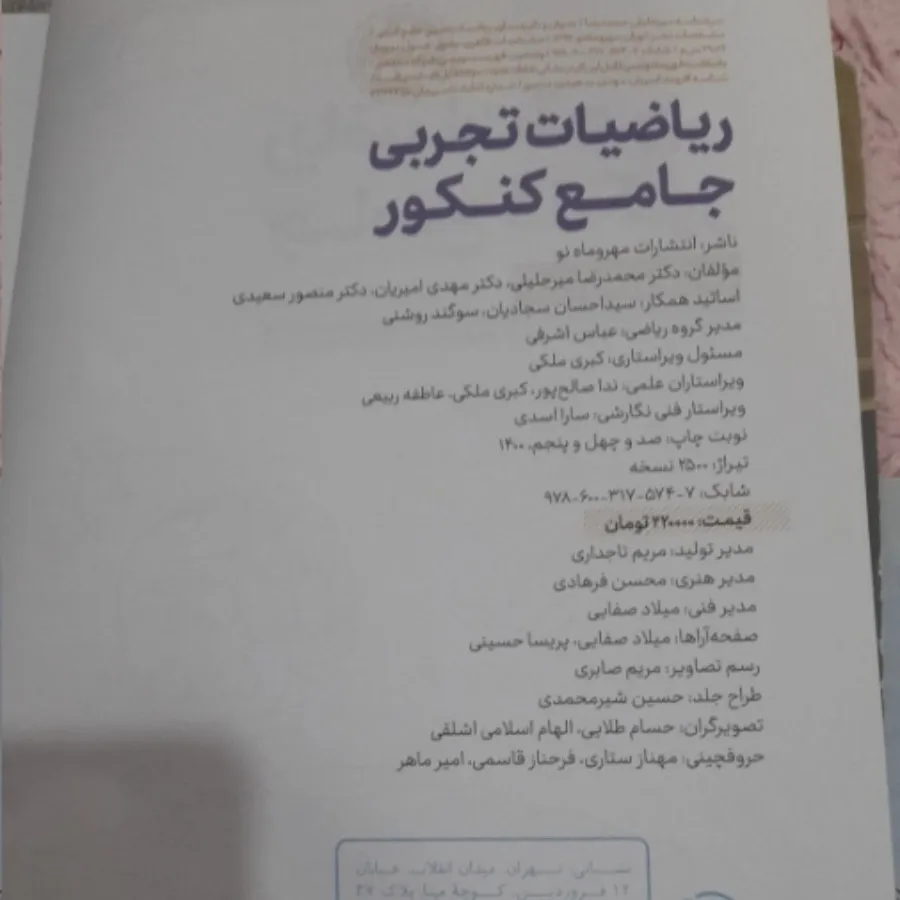 ریاضیات تجربی
جامع کنکور
ناشر: انتشارات مهروماه نو
مؤلفان: دکتر محمدرضا میرجلیلی، دکتر مهدی امیریان، دکتر منصور سعیدی
اساتید همکار: سیداحسان سجادیان، سوگند روشنی
مدیر گروه ریاضی: عباس اشرفی
مسئول ویراستاری: کبری ملکی
ویراستاران علمی: ندا صالح‌پور، کبری ملکی، عاطفه ربیعی
ویراستار فنی نگارشی: سارا اسدی
نوبت چاپ: صد و چهل و پنجم، ۱۴۰۰
تیراژ: ۲۵۰۰ نسخه
شابک: ۷-۵۷۴-۳۱۷-۶۰۰-۹۷۸
قیمت: ۲۲۰۰۰۰ تومان
مدیر تولید: مریم تاجداری
مدیر هنری: محسن فرهادی
مدیر فنی: میلاد صفایی
صفحه‌آراها: میلاد صفایی، پریسا حسینی
رسم تصاویر: مریم صابری
طراح جلد: حسین شیرمحمدی
تصویرگران: حسام طلایی، الهام اسلامی اشلقی
حروفچینی: مهناز ستاری، فرحناز قاسمی، امیر ماهر
نشانی: تهران، میدان انقلاب، خیابان
۱۲ فروردین، کوچهٔ مینا، پلاک ۳۷